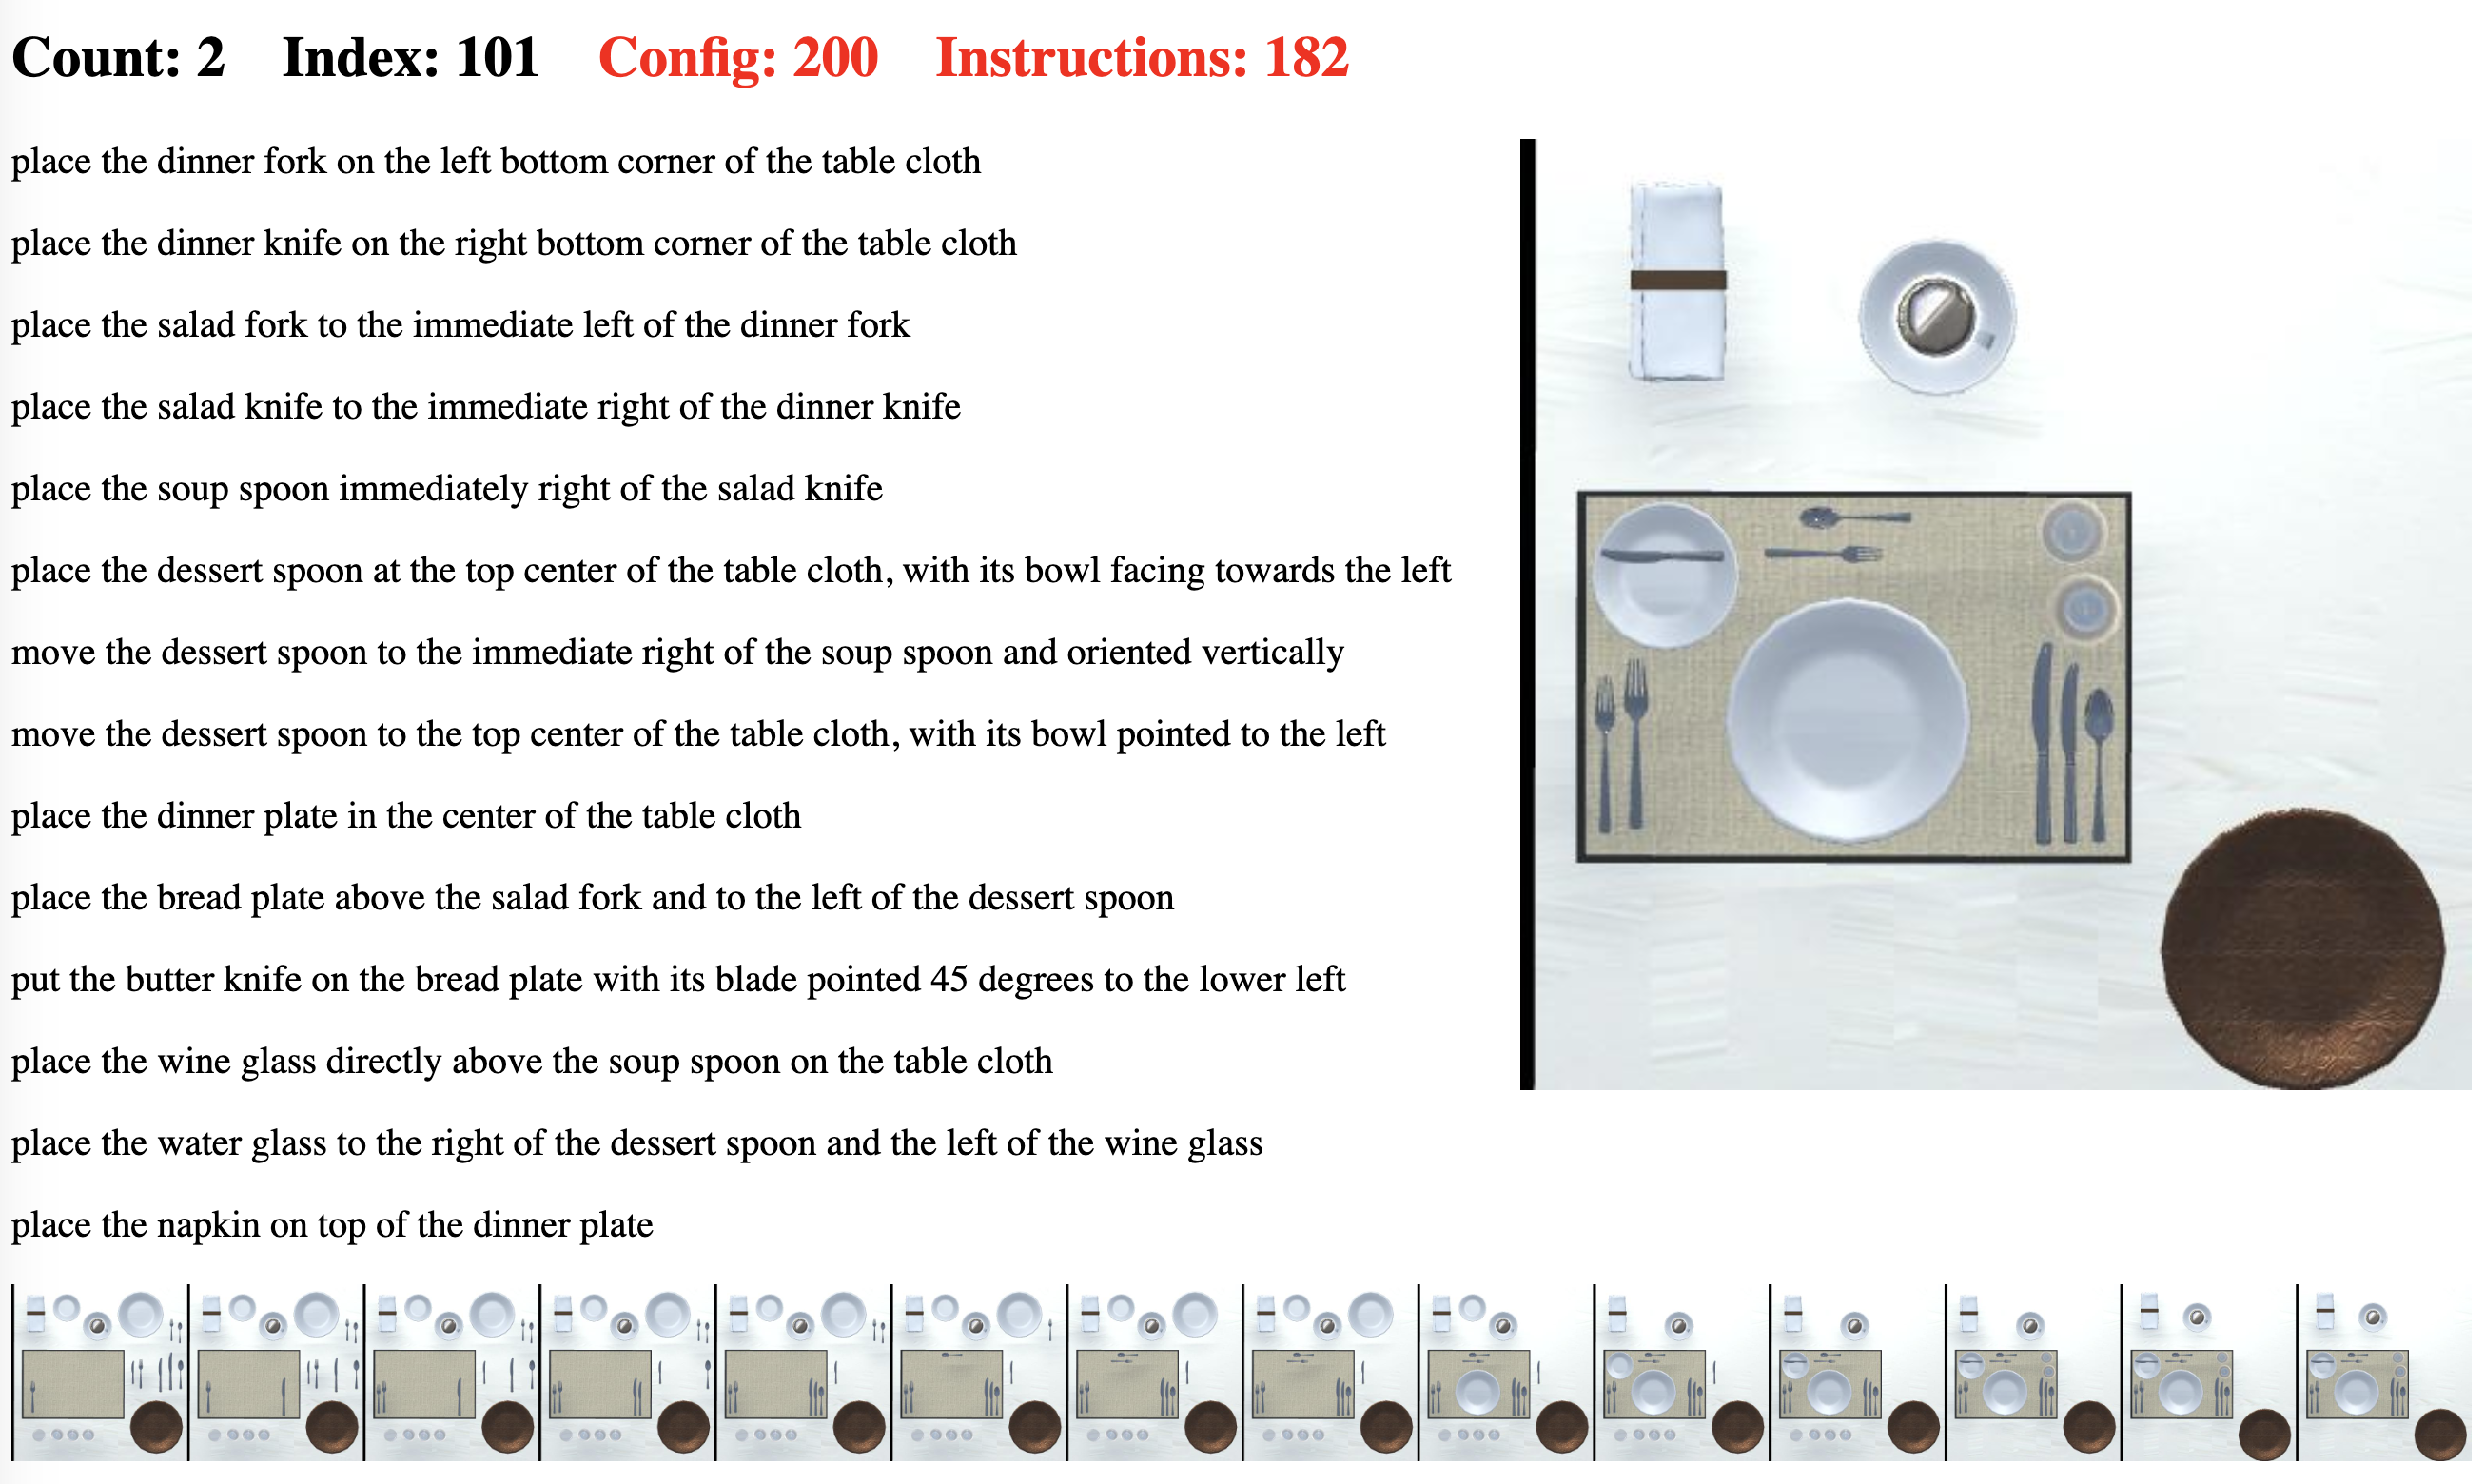 Count: 2 Index: 101 Config: 200 Instructions: 182
place the dinner fork on the left bottom corner of the table cloth
place the dinner knife on the right bottom corner of the table cloth
place the salad fork to the immediate left of the dinner fork
place the salad knife to the immediate right of the dinner knife
place the soup spoon immediately right of the salad knife
place the dessert spoon at the top center of the table cloth, with its bowl facing towards the left
move the dessert spoon to the immediate right of the soup spoon and oriented vertically
move the dessert spoon to the top center of the table cloth, with its bowl pointed to the left
place the dinner plate in the center of the table cloth
place the bread plate above the salad fork and to the left of the dessert spoon
put the butter knife on the bread plate with its blade pointed 45 degrees to the lower left
place the wine glass directly above the soup spoon on the table cloth
place the water glass to the right of the dessert spoon and the left of the wine glass
place the napkin on top of the dinner plate